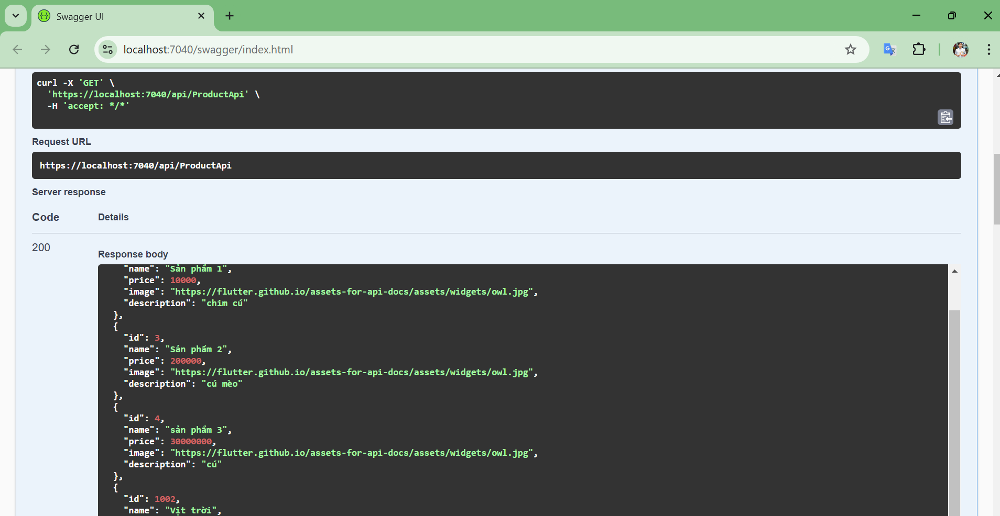 Swagger UI
localhost:7040/swagger/index.html
curl -X 'GET' \
  'https://localhost:7040/api/ProductApi' \
  -H 'accept: */*'
Request URL
https://localhost:7040/api/ProductApi
Server response
Code Details
200
Response body
    "name": "Sản phẩm 1",
    "price": 10000,
    "image": "https://flutter.github.io/assets-for-api-docs/assets/widgets/owl.jpg",
    "description": "chim cú"
  },
  {
    "id": 3,
    "name": "Sản phẩm 2",
    "price": 200000,
    "image": "https://flutter.github.io/assets-for-api-docs/assets/widgets/owl.jpg",
    "description": "cú mèo"
  },
  {
    "id": 4,
    "name": "sản phẩm 3",
    "price": 30000000,
    "image": "https://flutter.github.io/assets-for-api-docs/assets/widgets/owl.jpg",
    "description": "cú"
  },
  {
    "id": 1002,
    "name": "Vịt trời",